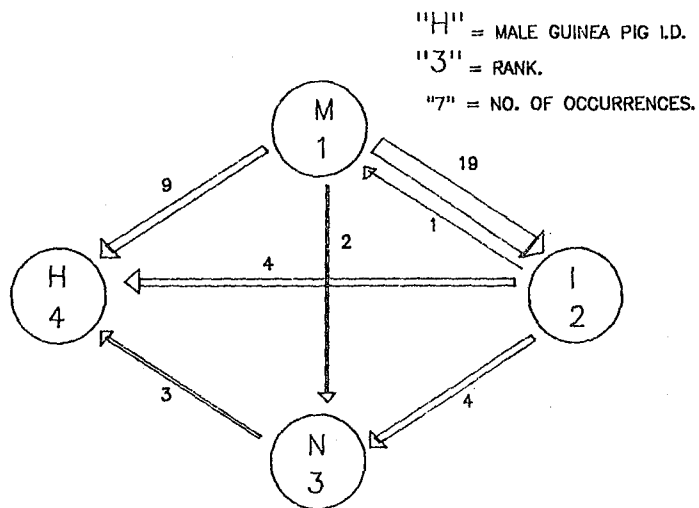 "H" = MALE GUINEA PIG I.D.
"3" = RANK.
"7" = NO. OF OCCURRENCES.
M
1
19
9
1
2
4
H
4
I
2
3
4
N
3